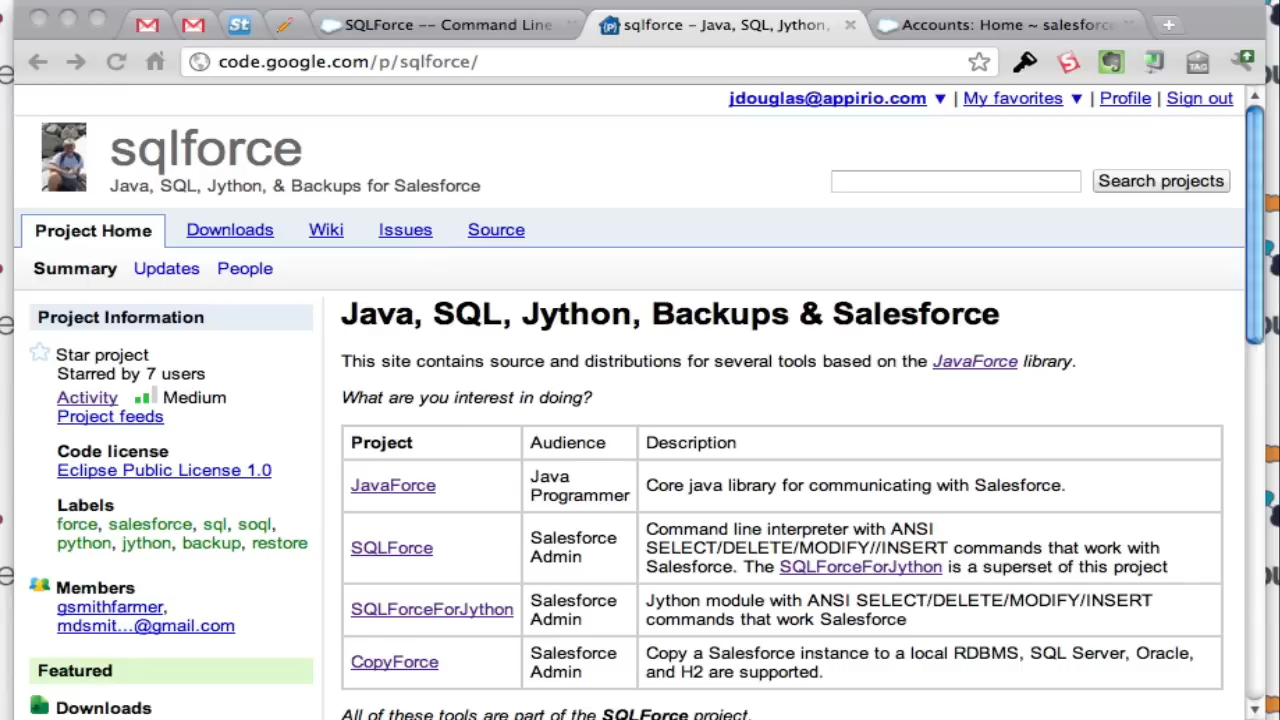 SQLForce -- Command Line
sqlforce – Java, SQL, Jython,
Accounts: Home ~ salesforce
code.google.com/p/sqlforce/
TAG
jdouglas@appirio.com ▼ | My favorites ▼ | Profile | Sign out
sqlforce
Java, SQL, Jython, & Backups for Salesforce
Search projects
Project Home Downloads Wiki Issues Source
Summary Updates People
Project Information
Star project
Starred by 7 users
Activity Medium
Project feeds
Code license
Eclipse Public License 1.0
Labels
force, salesforce, sql, soql,
python, jython, backup, restore
Members
gsmithfarmer,
mdsmit...@gmail.com
Featured
Downloads
Java, SQL, Jython, Backups & Salesforce
This site contains source and distributions for several tools based on the JavaForce library.
What are you interest in doing?
Project Audience Description
JavaForce
Java
Programmer
Core java library for communicating with Salesforce.
SQLForce
Salesforce
Admin
Command line interpreter with ANSI
SELECT/DELETE/MODIFY//INSERT commands that work with
Salesforce. The SQLForceForJython is a superset of this project
SQLForceForJython
Salesforce
Admin
Jython module with ANSI SELECT/DELETE/MODIFY/INSERT
commands that work Salesforce
CopyForce
Salesforce
Admin
Copy a Salesforce instance to a local RDBMS, SQL Server, Oracle,
and H2 are supported.
All of these tools are part of the SQLForce project.